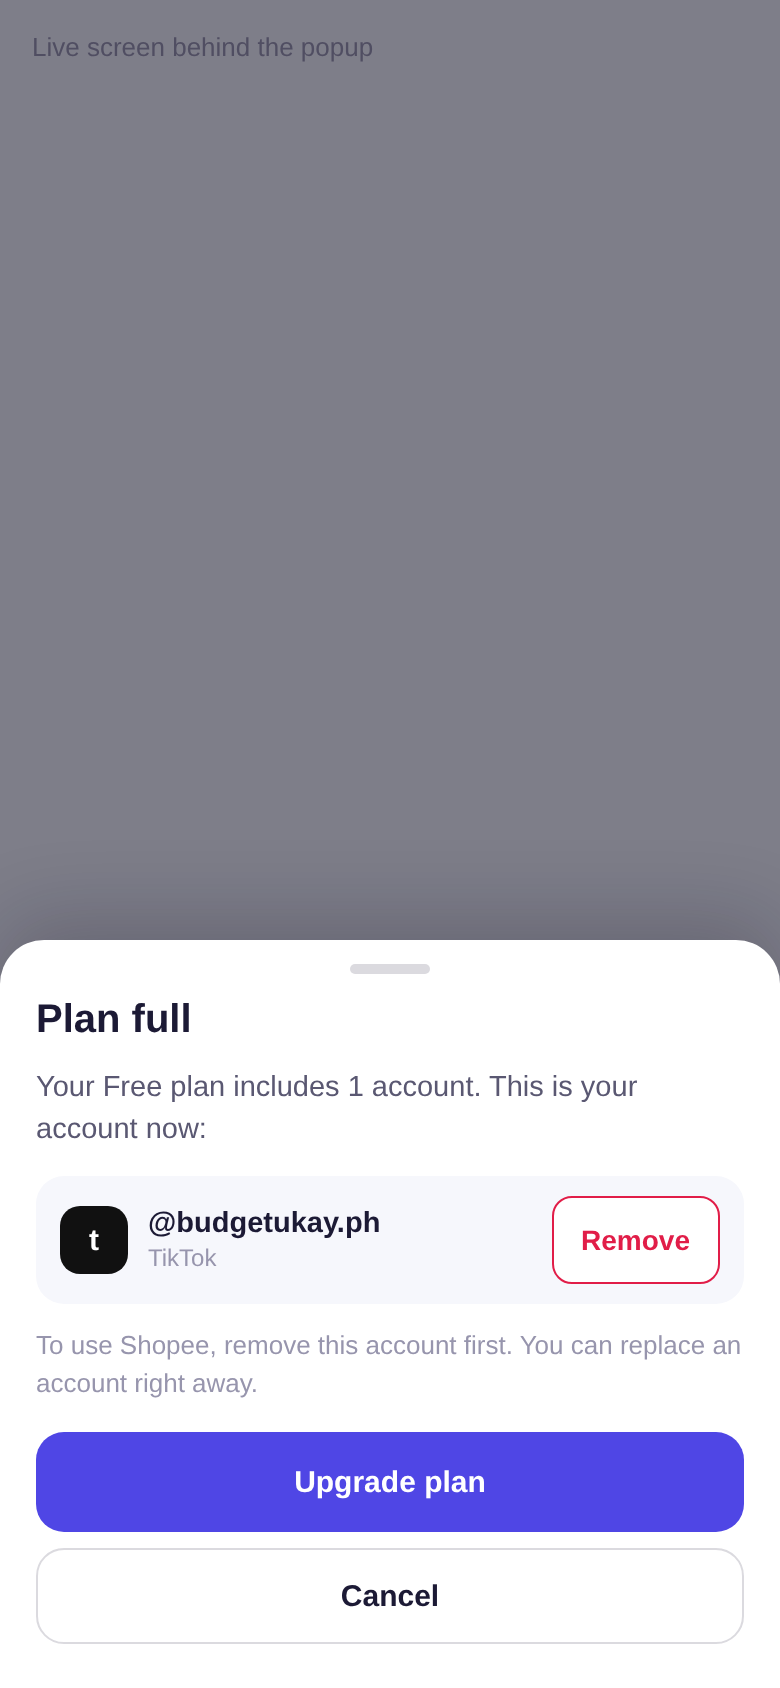 Live screen behind the popup
Plan full
Your Free plan includes 1 account. This is your
account now:
t
@budgetukay.ph
TikTok
Remove
To use Shopee, remove this account first. You can replace an
account right away.
Upgrade plan
Cancel